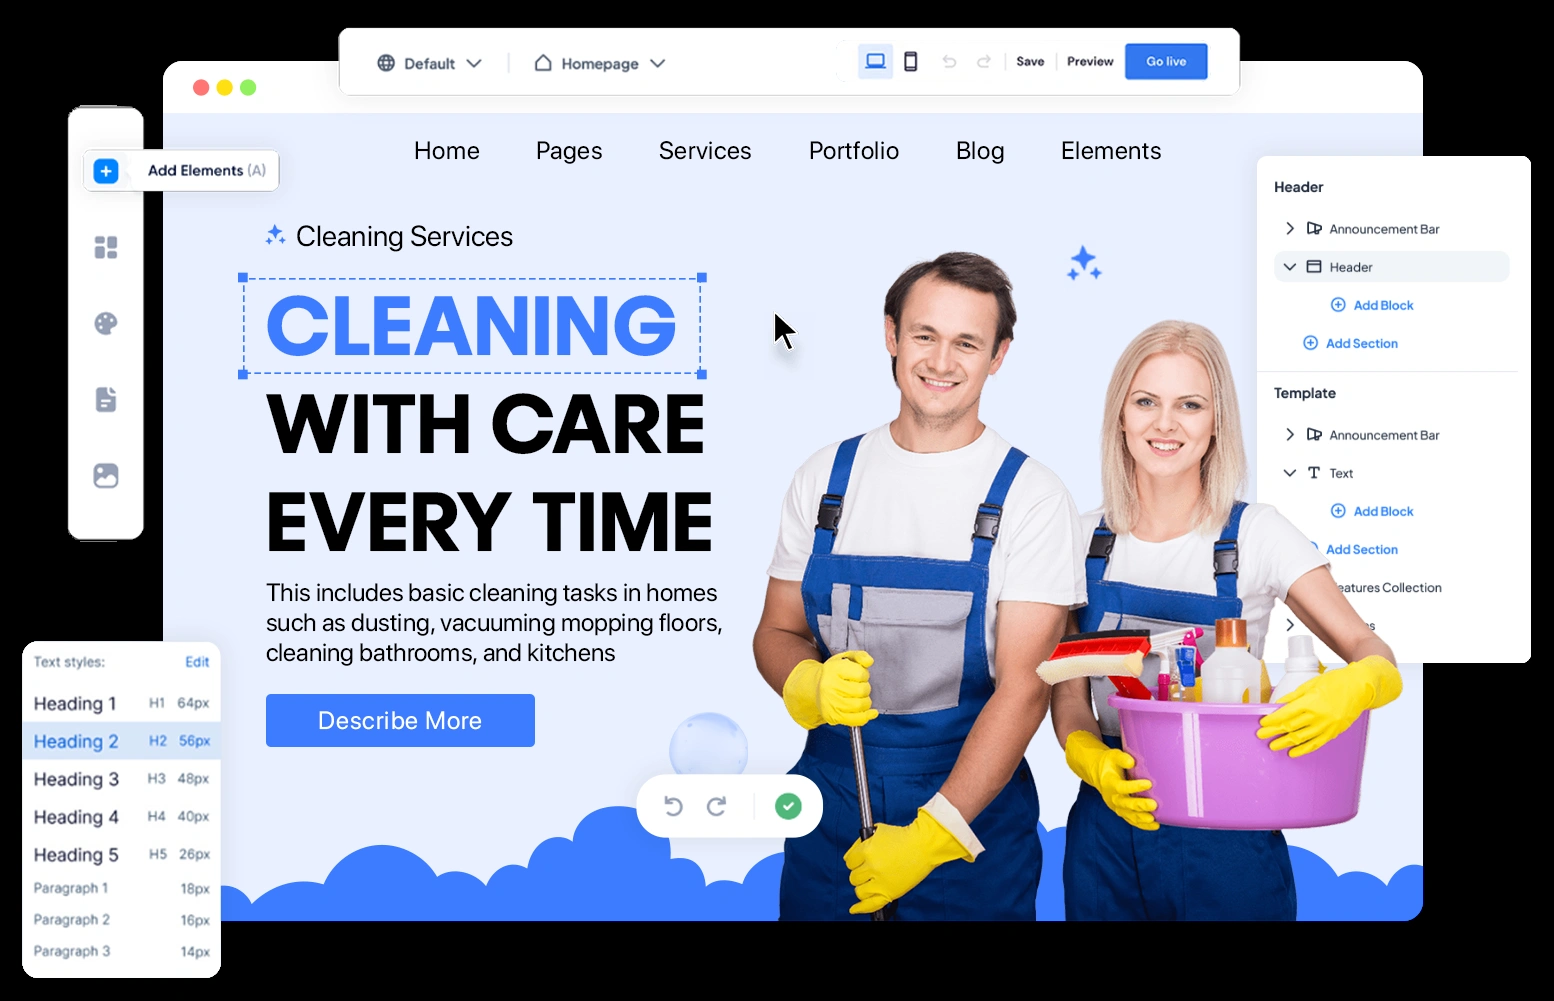 Default
Homepage
Save
Preview
Go live
Add Elements (A)
Home Pages Services Portfolio Blog Elements
Cleaning Services
CLEANING
WITH CARE
EVERY TIME
This includes basic cleaning tasks in homes
such as dusting, vacuuming mopping floors,
cleaning bathrooms, and kitchens
Describe More
Header
Announcement Bar
Header
Add Block
Add Section
Template
Announcement Bar
Text
Add Block
Add Section
Collection
Text styles: Edit
Heading 1 H1 64px
Heading 2 H2 56px
Heading 3 H3 48px
Heading 4 H4 40px
Heading 5 H5 26px
Paragraph 1 18px
Paragraph 2 16px
Paragraph 3 14px